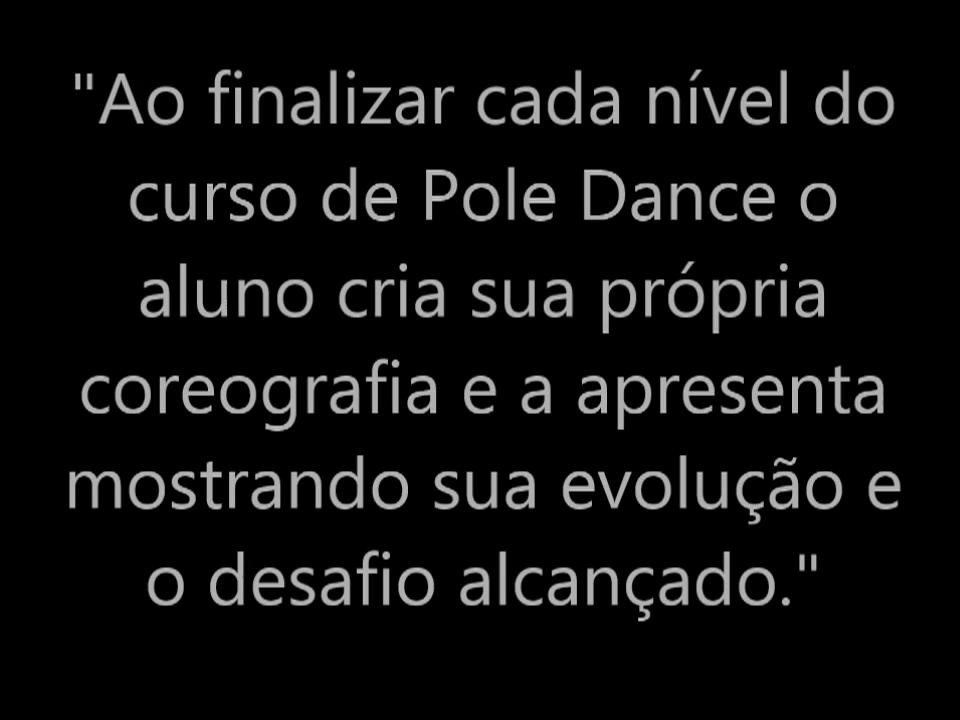 "Ao finalizar cada nível do
curso de Pole Dance o
aluno cria sua própria
coreografia e a apresenta
mostrando sua evolução e
o desafio alcançado."